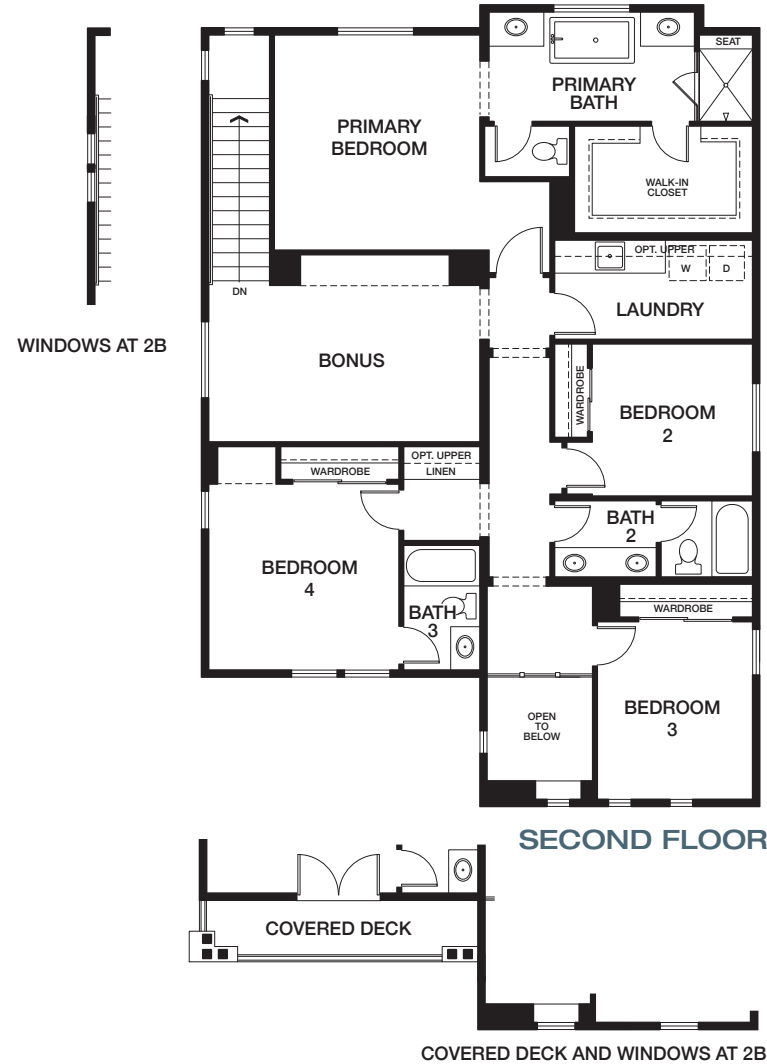 SEAT
PRIMARY
BATH
PRIMARY
BEDROOM
WALK-IN
CLOSET
OPT. UPPER
W
D
DN
LAUNDRY
WINDOWS AT 2B
BONUS
WARDROBE
BEDROOM
2
OPT. UPPER
LINEN
WARDROBE
BATH
2
BEDROOM
4
BATH
3
WARDROBE
BEDROOM
3
OPEN
TO
BELOW
SECOND FLOOR
COVERED DECK
COVERED DECK AND WINDOWS AT 2B